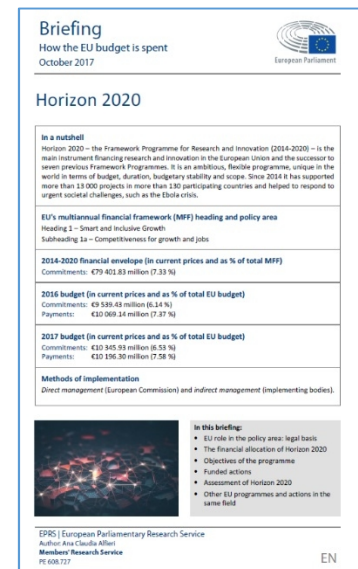 Briefing
How the EU budget is spent
October 2017
European Parliament
Horizon 2020
In a nutshell
Horizon 2020 – the Framework Programme for Research and Innovation (2014-2020) – is the
main instrument financing research and innovation in the European Union and the successor to
seven previous Framework Programmes. It is an ambitious, flexible programme, unique in the
world in terms of budget, duration, budgetary stability and scope. Since 2014 it has supported
more than 13 000 projects in more than 130 participating countries and helped to respond to
urgent societal challenges, such as the Ebola crisis.
EU's multiannual financial framework (MFF) heading and policy area
Heading 1 – Smart and Inclusive Growth
Subheading 1a – Competitiveness for growth and jobs
2014-2020 financial envelope (in current prices and as % of total MFF)
Commitments: €79 401.83 million (7.33 %)
2016 budget (in current prices and as % of total EU budget)
Commitments: €9 539.43 million (6.14 %)
Payments: €10 069.14 million (7.37 %)
2017 budget (in current prices and as % of total EU budget)
Commitments: €10 345.93 million (6.53 %)
Payments: €10 196.30 million (7.58 %)
Methods of implementation
Direct management (European Commission) and indirect management (implementing bodies).
In this briefing:
• EU role in the policy area: legal basis
• The financial allocation of Horizon 2020
• Objectives of the programme
• Funded actions
• Assessment of Horizon 2020
• Other EU programmes and actions in the
same field
EPRS | European Parliamentary Research Service
Author: Ana Claudia Alfieri
Members' Research Service
PE 608.727
EN